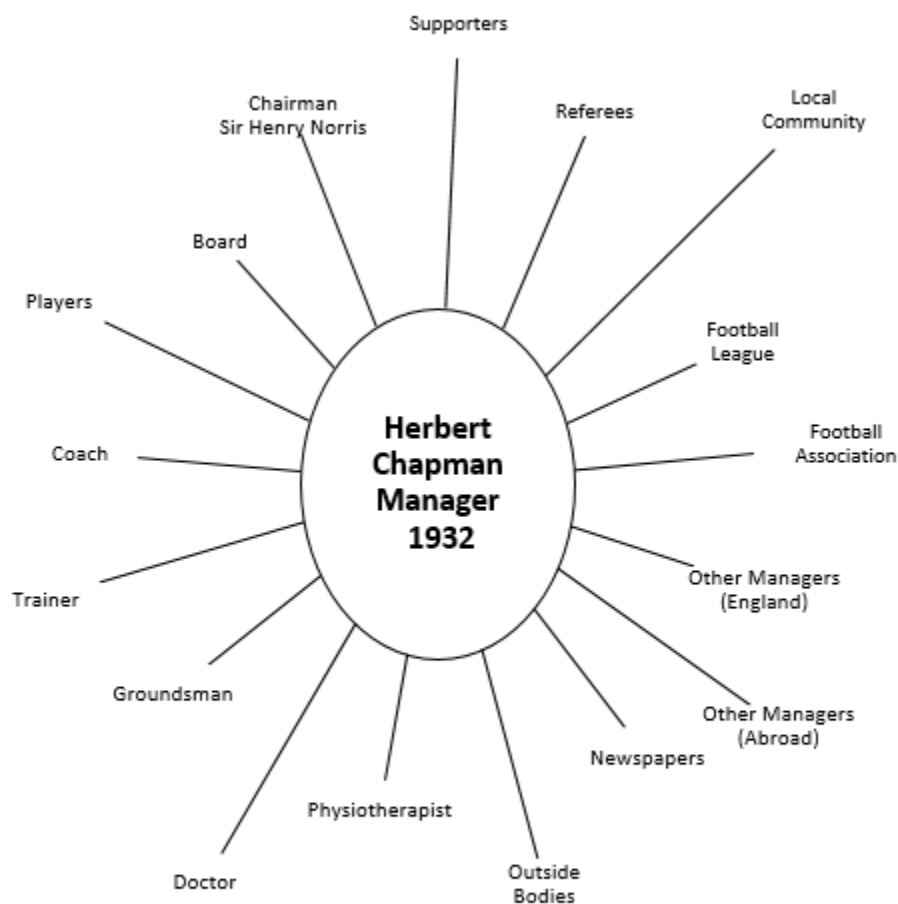 Supporters
Chairman
Sir Henry Norris
Referees
Local
Community
Board
Players
Football
League
Herbert
Chapman
Manager
1932
Coach
Football
Association
Trainer
Other Managers
(England)
Groundsman
Other Managers
(Abroad)
Newspapers
Physiotherapist
Doctor
Outside
Bodies